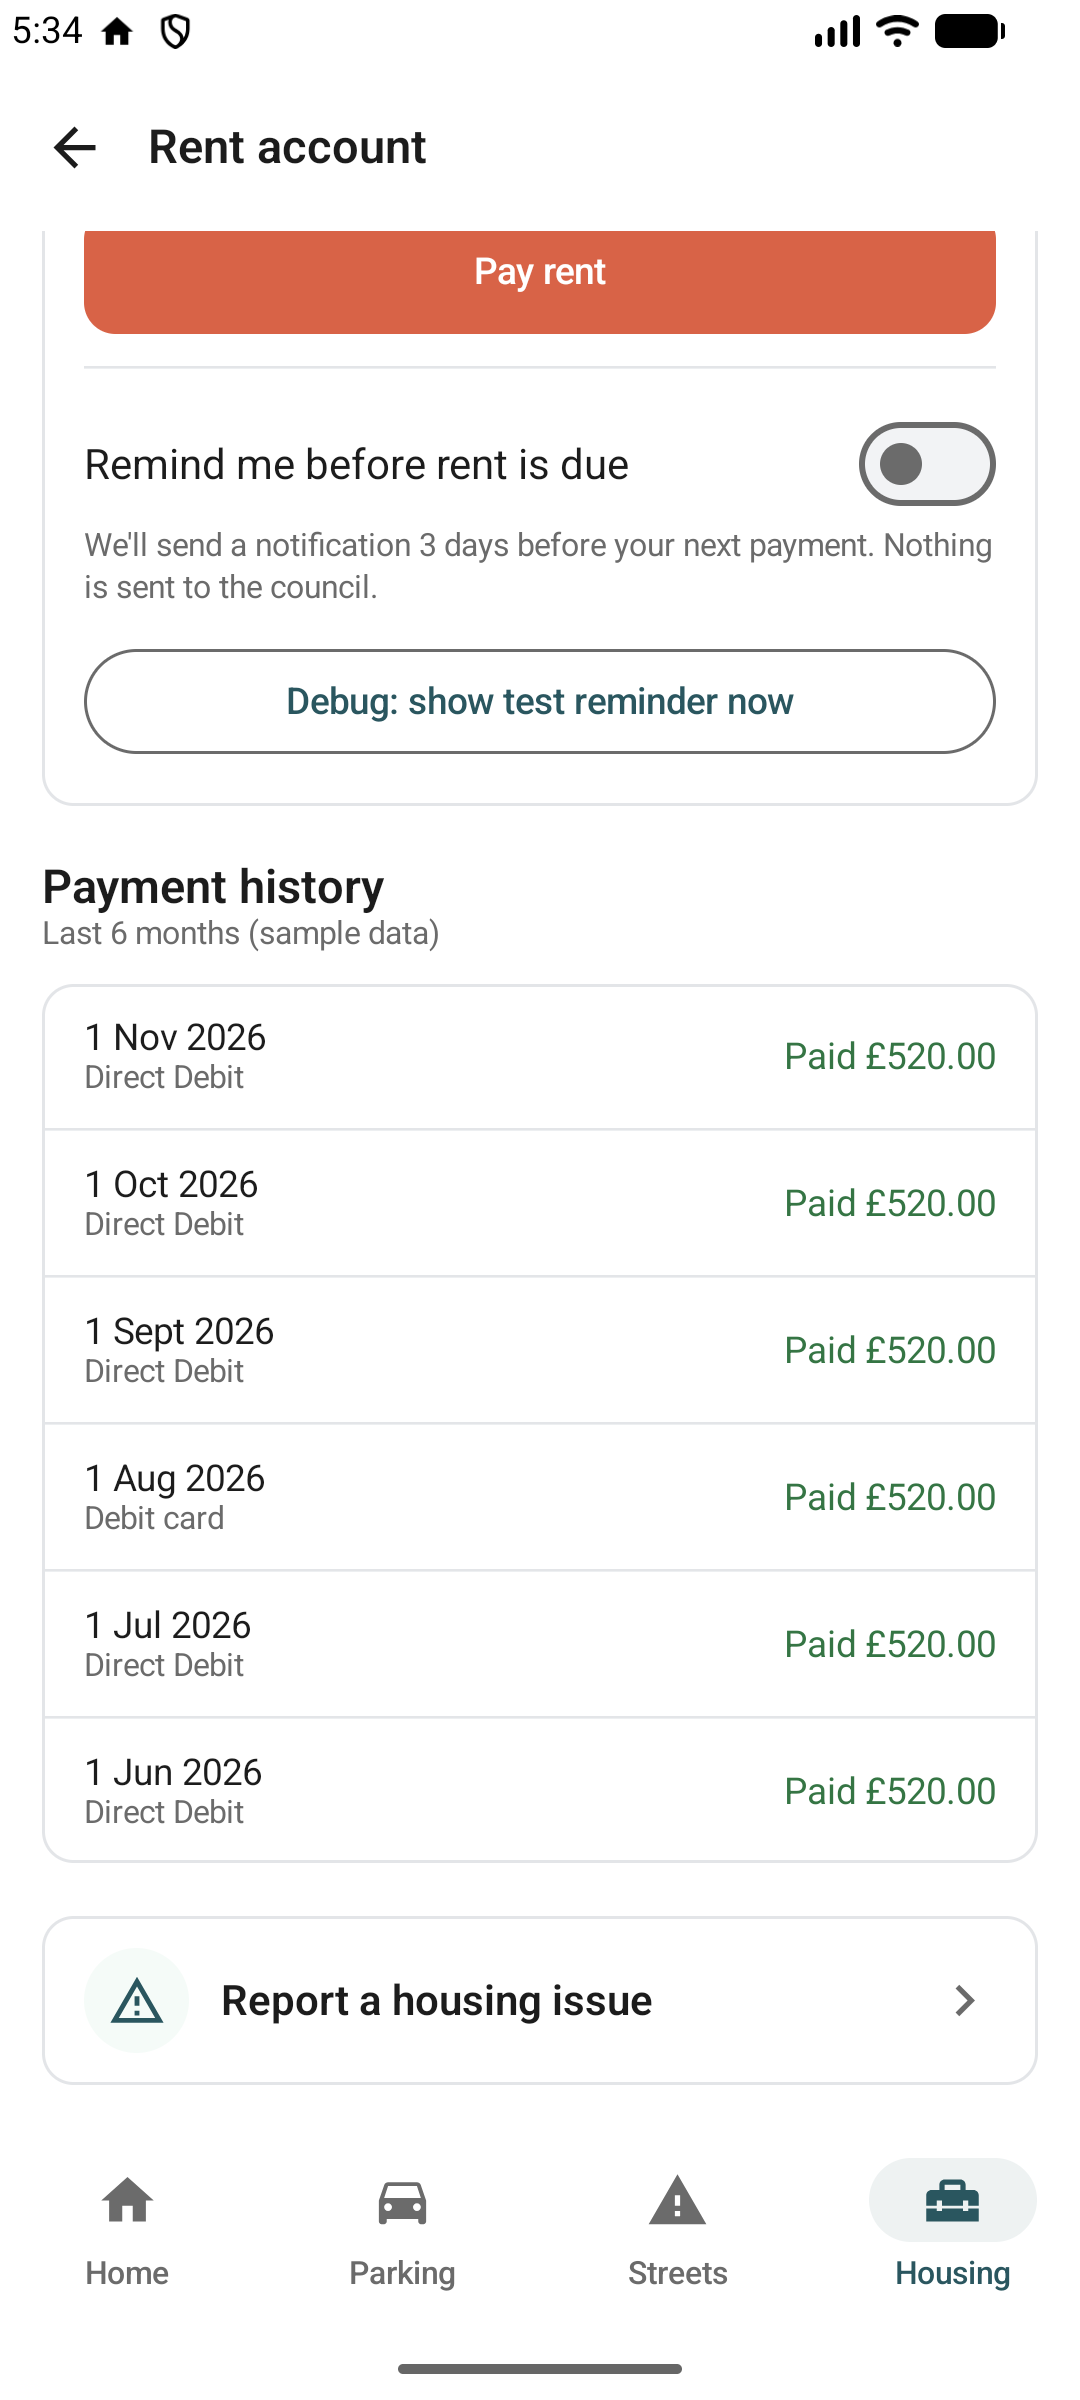 5:34
Rent account
Pay rent
Remind me before rent is due
We'll send a notification 3 days before your next payment. Nothing
is sent to the council.
Debug: show test reminder now
Payment history
Last 6 months (sample data)
1 Nov 2026
Direct Debit
Paid £520.00
1 Oct 2026
Direct Debit
Paid £520.00
1 Sept 2026
Direct Debit
Paid £520.00
1 Aug 2026
Debit card
Paid £520.00
1 Jul 2026
Direct Debit
Paid £520.00
1 Jun 2026
Direct Debit
Paid £520.00
Report a housing issue
Home
Parking
Streets
Housing